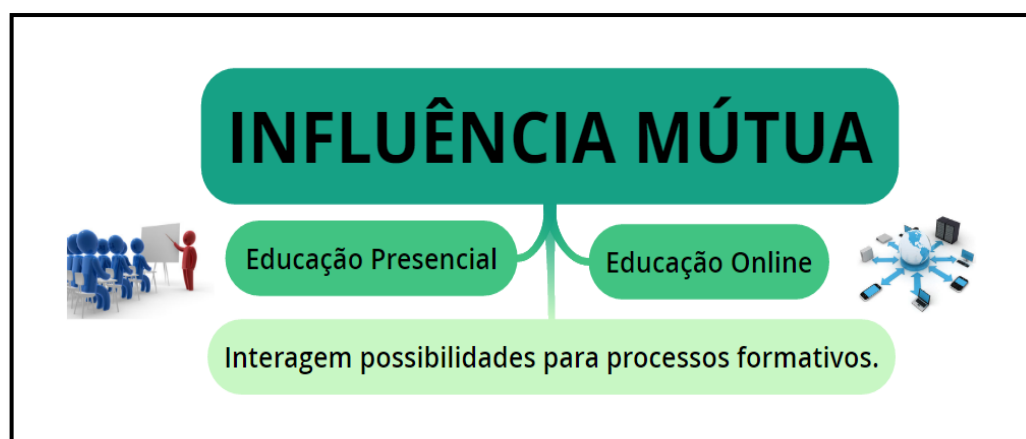 INFLUÊNCIA MÚTUA
Educação Presencial
Educação Online
Interagem possibilidades para processos formativos.